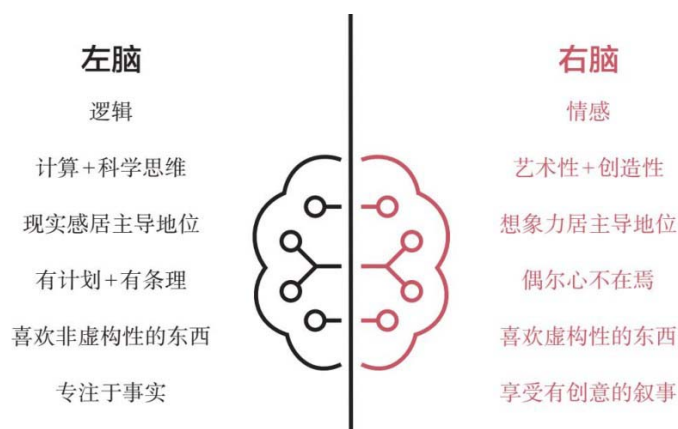 左脑
逻辑
计算+科学思维
现实感居主导地位
有计划+有条理
喜欢非虚构性的东西
专注于事实
右脑
情感
艺术性+创造性
想象力居主导地位
偶尔心不在焉
喜欢虚构性的东西
享受有创意的叙事